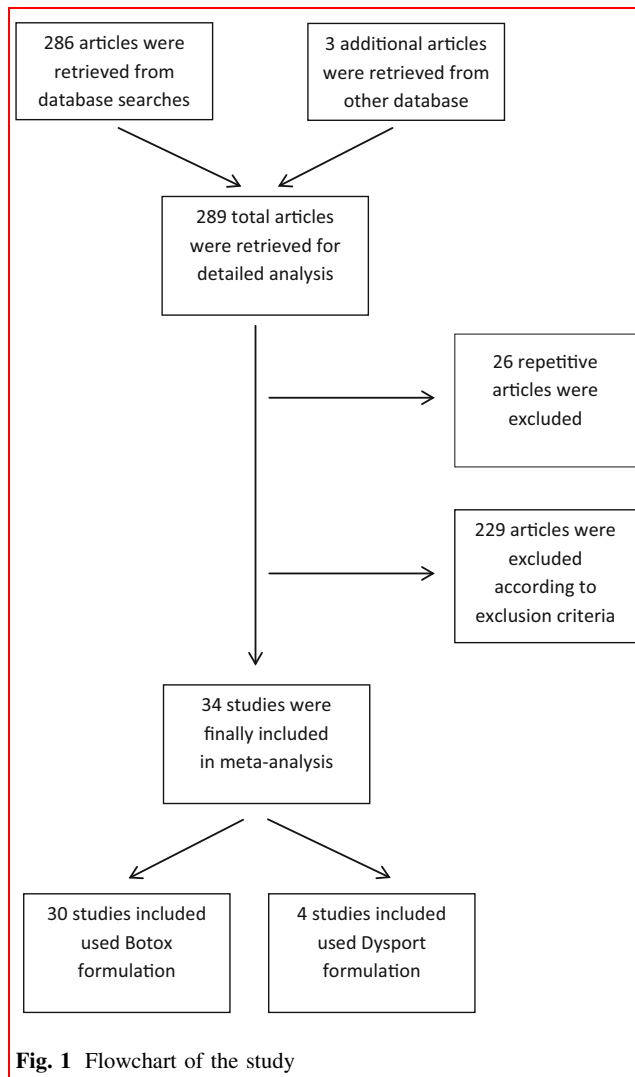 286 articles were
retrieved from
database searches
3 additional articles
were retrieved from
other database
289 total articles
were retrieved for
detailed analysis
26 repetitive
articles were
excluded
229 articles were
excluded
according to
exclusion criteria
34 studies were
finally included
in meta-analysis
30 studies included
used Botox
formulation
4 studies included
used Dysport
formulation
Fig. 1 Flowchart of the study